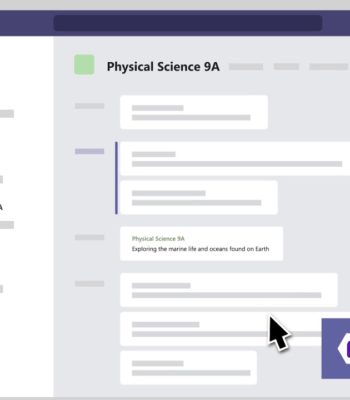 Physical Science 9A
A
Physical Science 9A
Exploring the marine life and oceans found on Earth